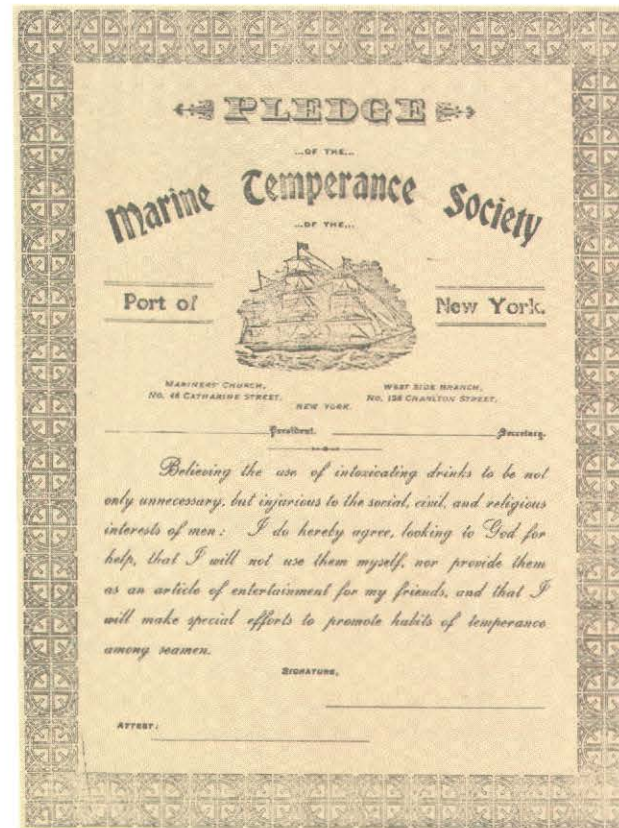 PLEDGE
...OF THE...
Marine Temperance Society
...OF THE...
Port of New York.
MARINERS' CHURCH, WEST SIDE BRANCH,
No. 46 CATHARINE STREET. No. 128 CHARLTON STREET.
NEW YORK.
President. Secretary.
Believing the use of intoxicating drinks to be not
only unnecessary, but injurious to the social, civil, and religious
interests of men: I do hereby agree, looking to God for
help, that I will not use them myself, nor provide them
as an article of entertainment for my friends, and that I
will make special efforts to promote habits of temperance
among seamen.
SIGNATURE,
ATTEST: